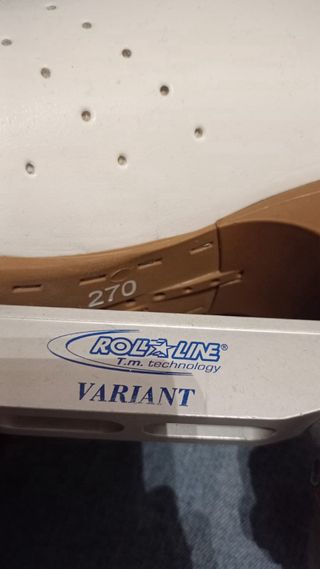 270
ROLL★LINE®
T.m. technology
VARIANT